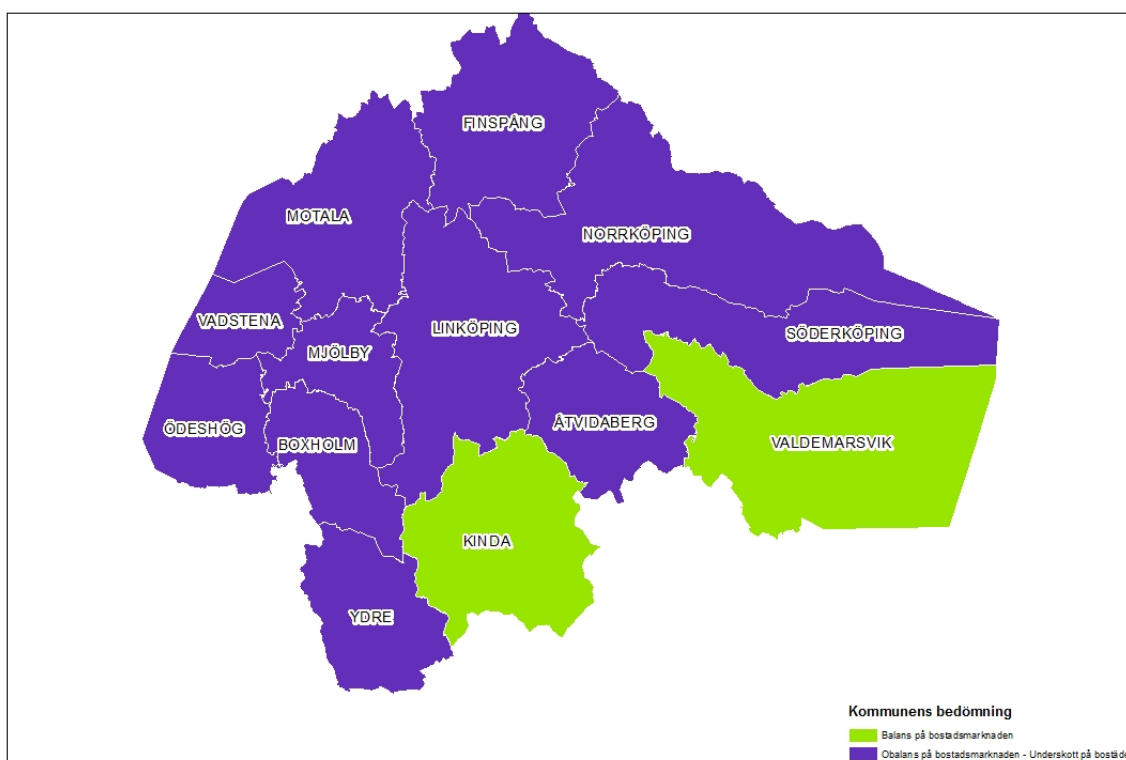 FINSPÅNG
MOTALA
NORRKÖPING
VADSTENA
LINKÖPING
SÖDERKÖPING
MJÖLBY
ÖDESHÖG
BOXHOLM
ÅTVIDABERG
VALDEMARSVIK
KINDA
YDRE
Kommunens bedömning
Balans på bostadsmarknaden
Obalans på bostadsmarknaden - Underskott på bostäde